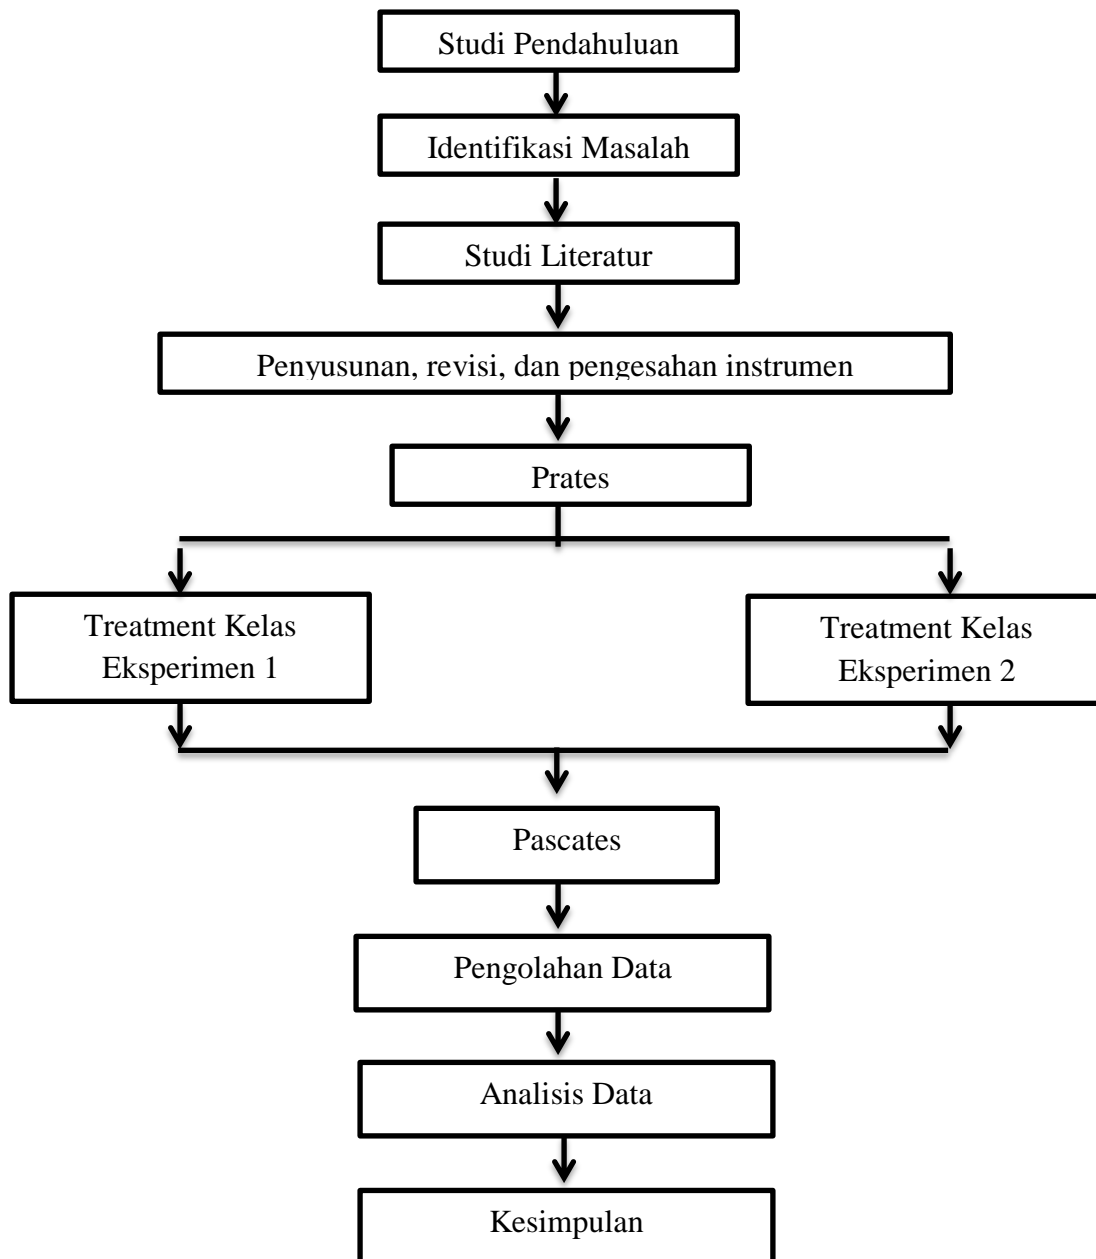 Studi Pendahuluan
Identifikasi Masalah
Studi Literatur
Penyusunan, revisi, dan pengesahan instrumen
Prates
Treatment Kelas
Eksperimen 1
Treatment Kelas
Eksperimen 2
Pascates
Pengolahan Data
Analisis Data
Kesimpulan